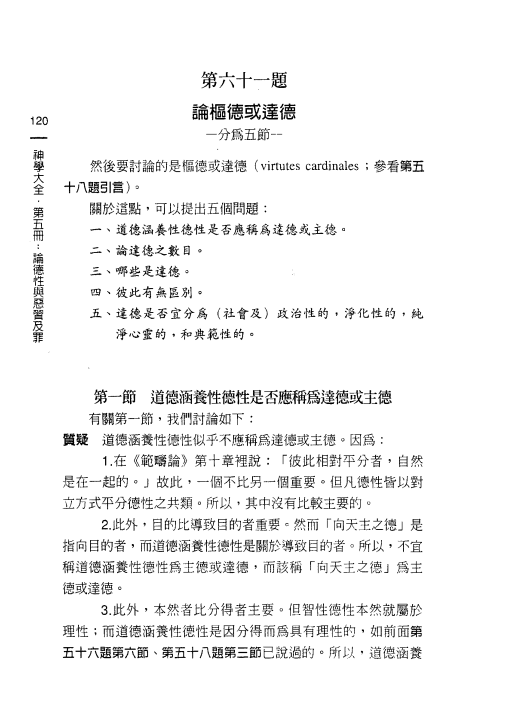 120
神學大全．第五冊：論德性與惡習及罪
第六十一題
論樞德或達德
—分爲五節--
然後要討論的是樞德或達德（virtutes cardinales；參看第五
十八題引言）。
關於這點，可以提出五個問題：
一、道德涵養性德性是否應稱爲達德或主德。
二、論達德之數目。
三、哪些是達德。
四、彼此有無區別。
五、達德是否宜分爲（社會及）政治性的，淨化性的，純
淨心靈的，和典範性的。
第一節　道德涵養性德性是否應稱爲達德或主德
有關第一節，我們討論如下：
質疑　道德涵養性德性似乎不應稱爲達德或主德。因爲：
1.在《範疇論》第十章裡說：「彼此相對平分者，自然
是在一起的。」故此，一個不比另一個重要。但凡德性皆以對
立方式平分德性之共類。所以，其中沒有比較主要的。
2.此外，目的比導致目的者重要。然而「向天主之德」是
指向目的者，而道德涵養性德性是關於導致目的者。所以，不宜
稱道德涵養性德性爲主德或達德，而該稱「向天主之德」爲主
德或達德。
3.此外，本然者比分得者主要。但智性德性本然就屬於
理性；而道德涵養性德性是因分得而爲具有理性的，如前面第
五十六題第六節、第五十八題第三節已說過的。所以，道德涵養